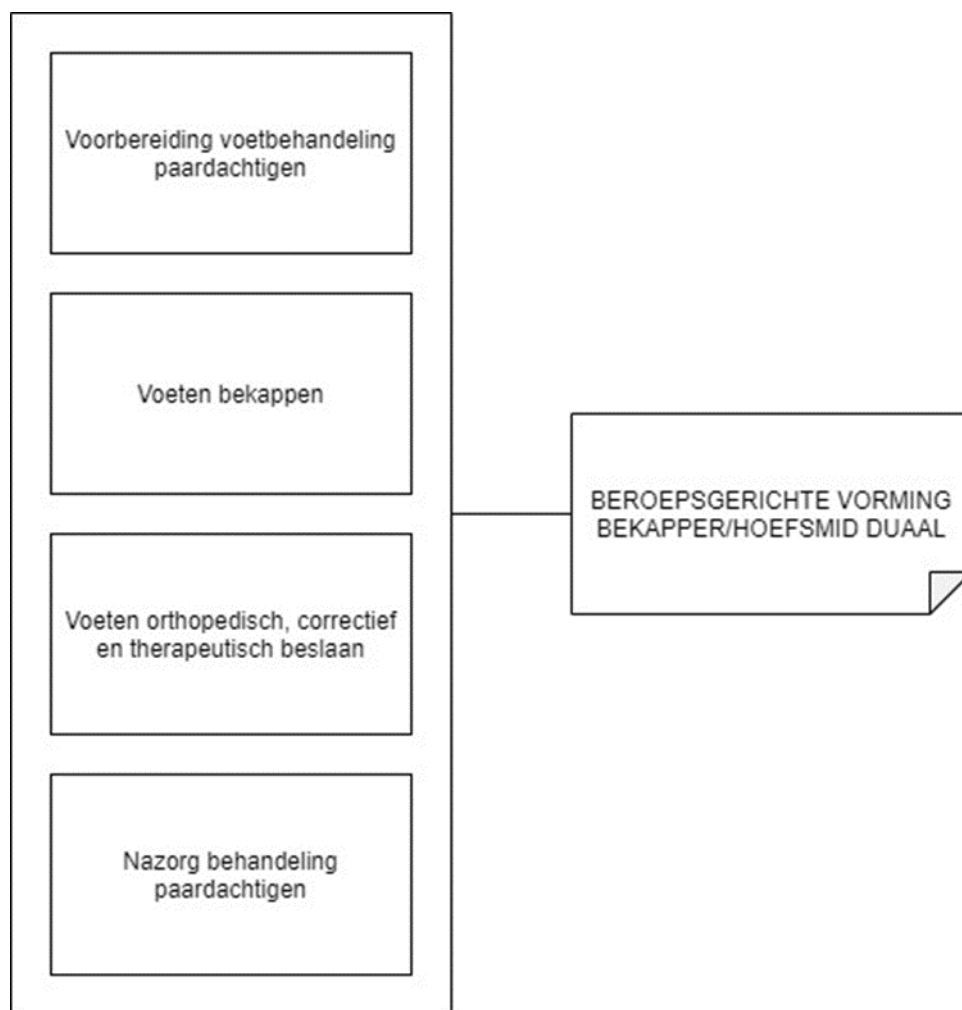 Voorbereiding voetbehandeling
paardachtigen
Voeten bekappen
Voeten orthopedisch, correctief
en therapeutisch beslaan
Nazorg behandeling
paardachtigen
BEROEPSGERICHTE VORMING
BEKAPPER/HOEFSMID DUAAL